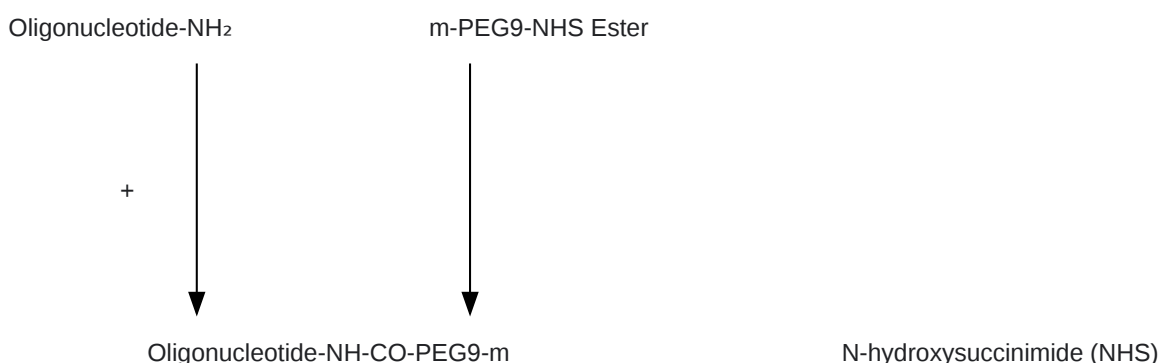 Oligonucleotide-NH₂
m-PEG9-NHS Ester
+
Oligonucleotide-NH-CO-PEG9-m
N-hydroxysuccinimide (NHS)